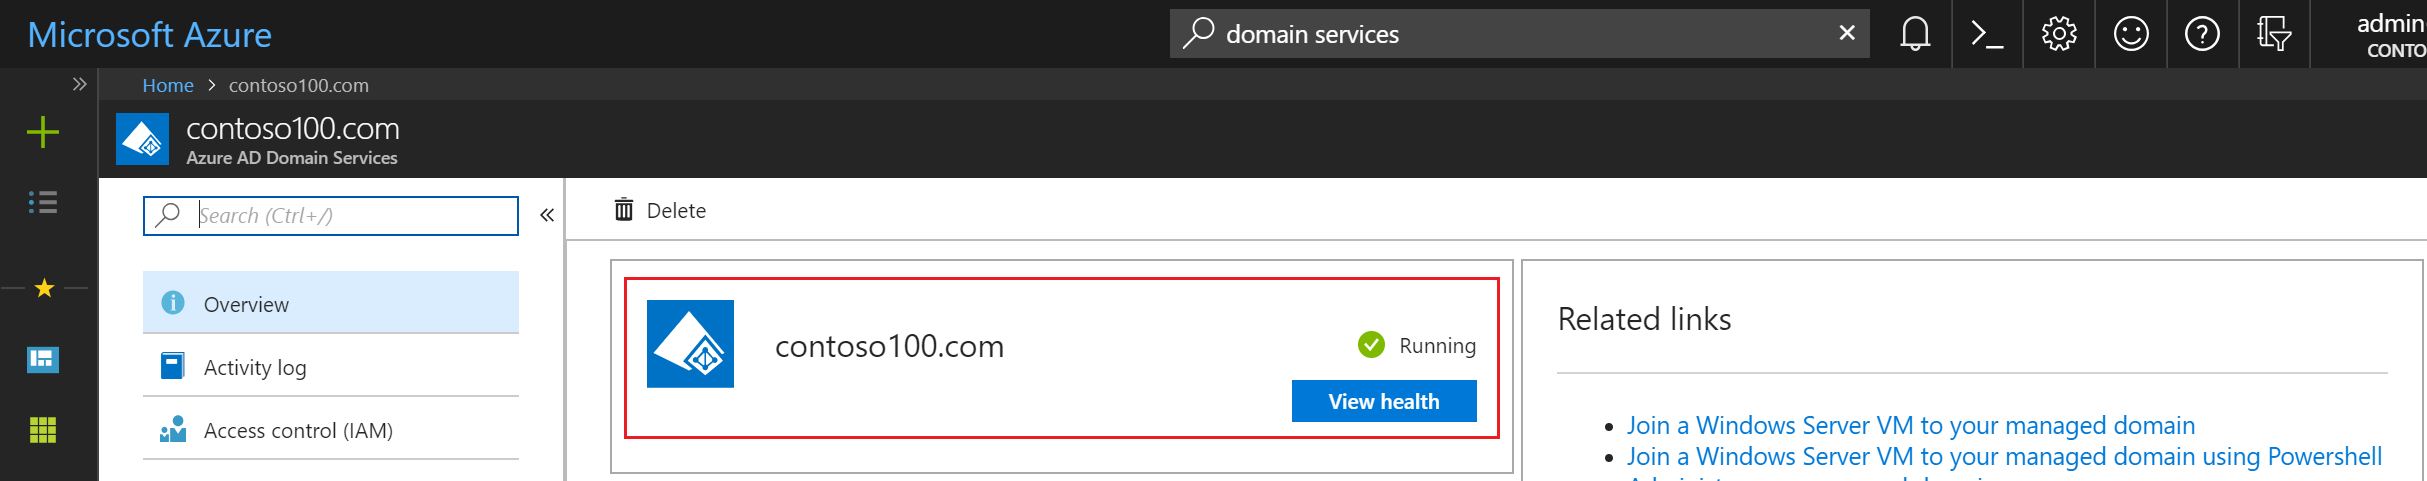 Microsoft Azure
domain services
admin
CONTO
Home > contoso100.com
contoso100.com
Azure AD Domain Services
Search (Ctrl+/)
Delete
Overview
Activity log
Access control (IAM)
contoso100.com
Running
View health
Related links
Join a Windows Server VM to your managed domain
Join a Windows Server VM to your managed domain using Powershell